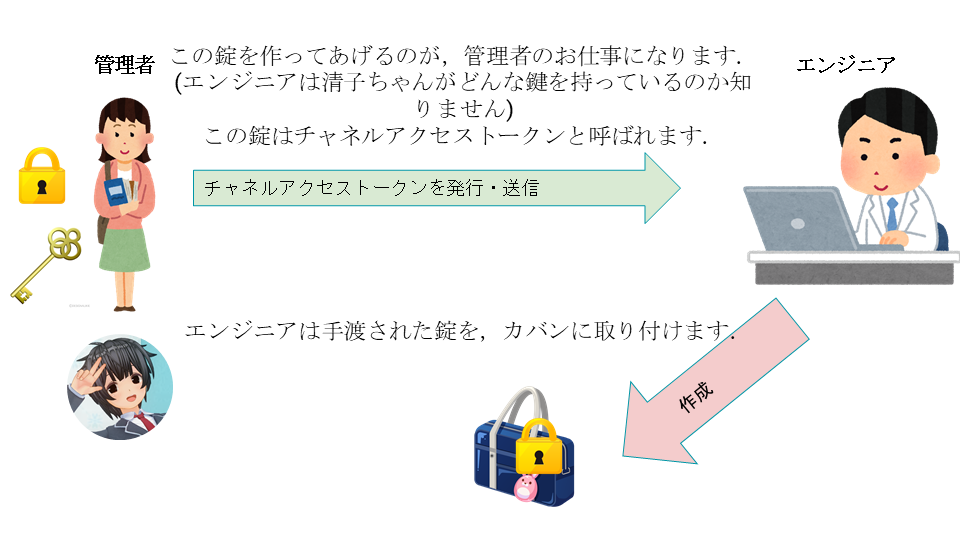 管理者
この錠を作ってあげるのが，管理者のお仕事になります．
(エンジニアは清子ちゃんがどんな鍵を持っているのか知
りません)
この錠はチャネルアクセストークンと呼ばれます．
エンジニア
チャネルアクセストークンを発行・送信
エンジニアは手渡された錠を，カバンに取り付けます．
作成